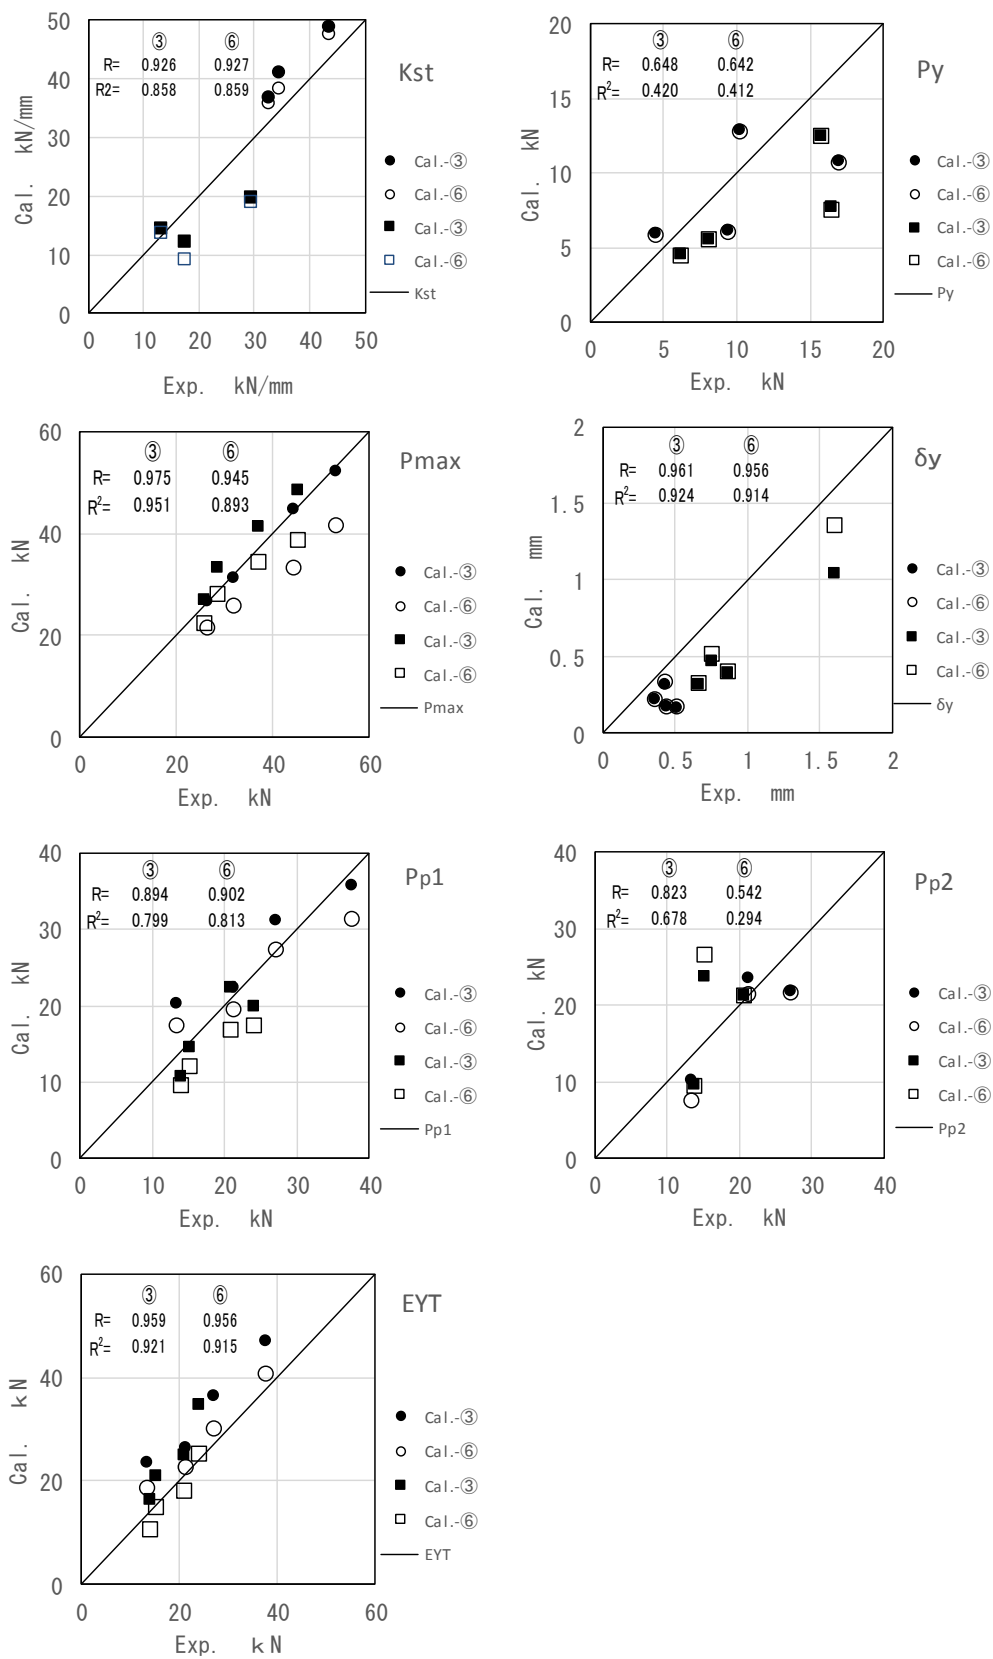 Kst
③ ⑥
R= 0.926 0.927
R2= 0.858 0.859
50
40
30
20
10
0
0 10 20 30 40 50
Cal. kN/mm
Exp. kN/mm
Cal.-③
Cal.-⑥
Cal.-③
Cal.-⑥
Kst
Py
③ ⑥
R= 0.648 0.642
R²= 0.420 0.412
20
15
10
5
0
0 5 10 15 20
Cal. kN
Exp. kN
Cal.-③
Cal.-⑥
Cal.-③
Cal.-⑥
Py
Pmax
③ ⑥
R= 0.975 0.945
R²= 0.951 0.893
60
40
20
0
0 20 40 60
Cal. kN
Exp. kN
Cal.-③
Cal.-⑥
Cal.-③
Cal.-⑥
Pmax
δy
③ ⑥
R= 0.961 0.956
R²= 0.924 0.914
2
1.5
1
0.5
0
0 0.5 1 1.5 2
Cal. mm
Exp. mm
Cal.-③
Cal.-⑥
Cal.-③
Cal.-⑥
δy
Pp1
③ ⑥
R= 0.894 0.902
R²= 0.799 0.813
40
30
20
10
0
0 10 20 30 40
Cal. kN
Exp. kN
Cal.-③
Cal.-⑥
Cal.-③
Cal.-⑥
Pp1
Pp2
③ ⑥
R= 0.823 0.542
R²= 0.678 0.294
40
30
20
10
0
0 10 20 30 40
Cal. kN
Exp. kN
Cal.-③
Cal.-⑥
Cal.-③
Cal.-⑥
Pp2
EYT
③ ⑥
R= 0.959 0.956
R²= 0.921 0.915
60
40
20
0
0 20 40 60
Cal. kN
Exp. kN
Cal.-③
Cal.-⑥
Cal.-③
Cal.-⑥
EYT